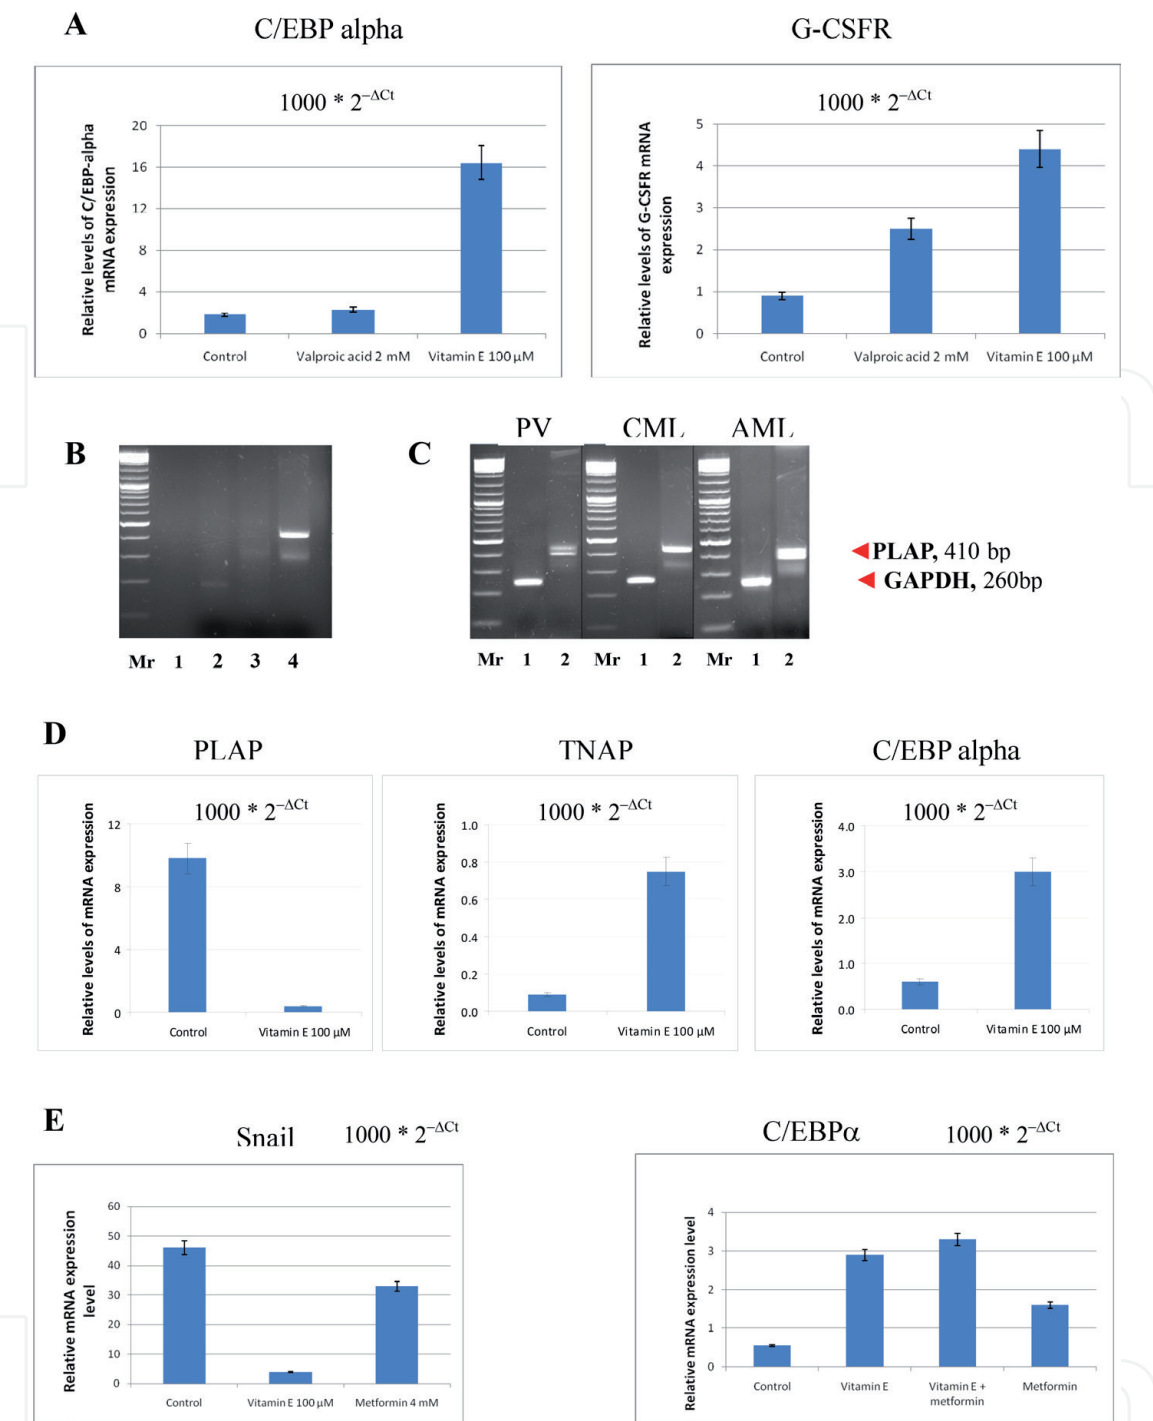 A
C/EBP alpha
G-CSFR
1000 * 2−ΔCt
Relative levels of C/EBP-alpha
mRNA expression
20
16
12
8
4
0
Control
Valproic acid 2 mM
Vitamin E 100 µM
1000 * 2−ΔCt
Relative levels of G-CSFR mRNA
expression
5
4
3
2
1
0
Control
Valproic acid 2 mM
Vitamin E 100 µM
B
Mr 1 2 3 4
C
PV
CML
AML
PLAP, 410 bp
GAPDH, 260bp
Mr 1 2 Mr 1 2 Mr 1 2
D
PLAP
1000 * 2−ΔCt
Relative levels of mRNA expression
12
8
4
0
Control
Vitamin E 100 µM
TNAP
1000 * 2−ΔCt
Relative levels of mRNA expression
1.0
0.8
0.6
0.4
0.2
0.0
Control
Vitamin E 100 µM
C/EBP alpha
1000 * 2−ΔCt
Relative levels of mRNA expression
4.0
3.0
2.0
1.0
0.0
Control
Vitamin E 100 µM
E
Snail
1000 * 2−ΔCt
Relative mRNA expression
level
60
50
40
30
20
10
0
Control
Vitamin E 100 µM
Metformin 4 mM
C/EBPα
1000 * 2−ΔCt
Relative mRNA expression level
4
3
2
1
0
Control
Vitamin E
Vitamin E +
metformin
Metformin